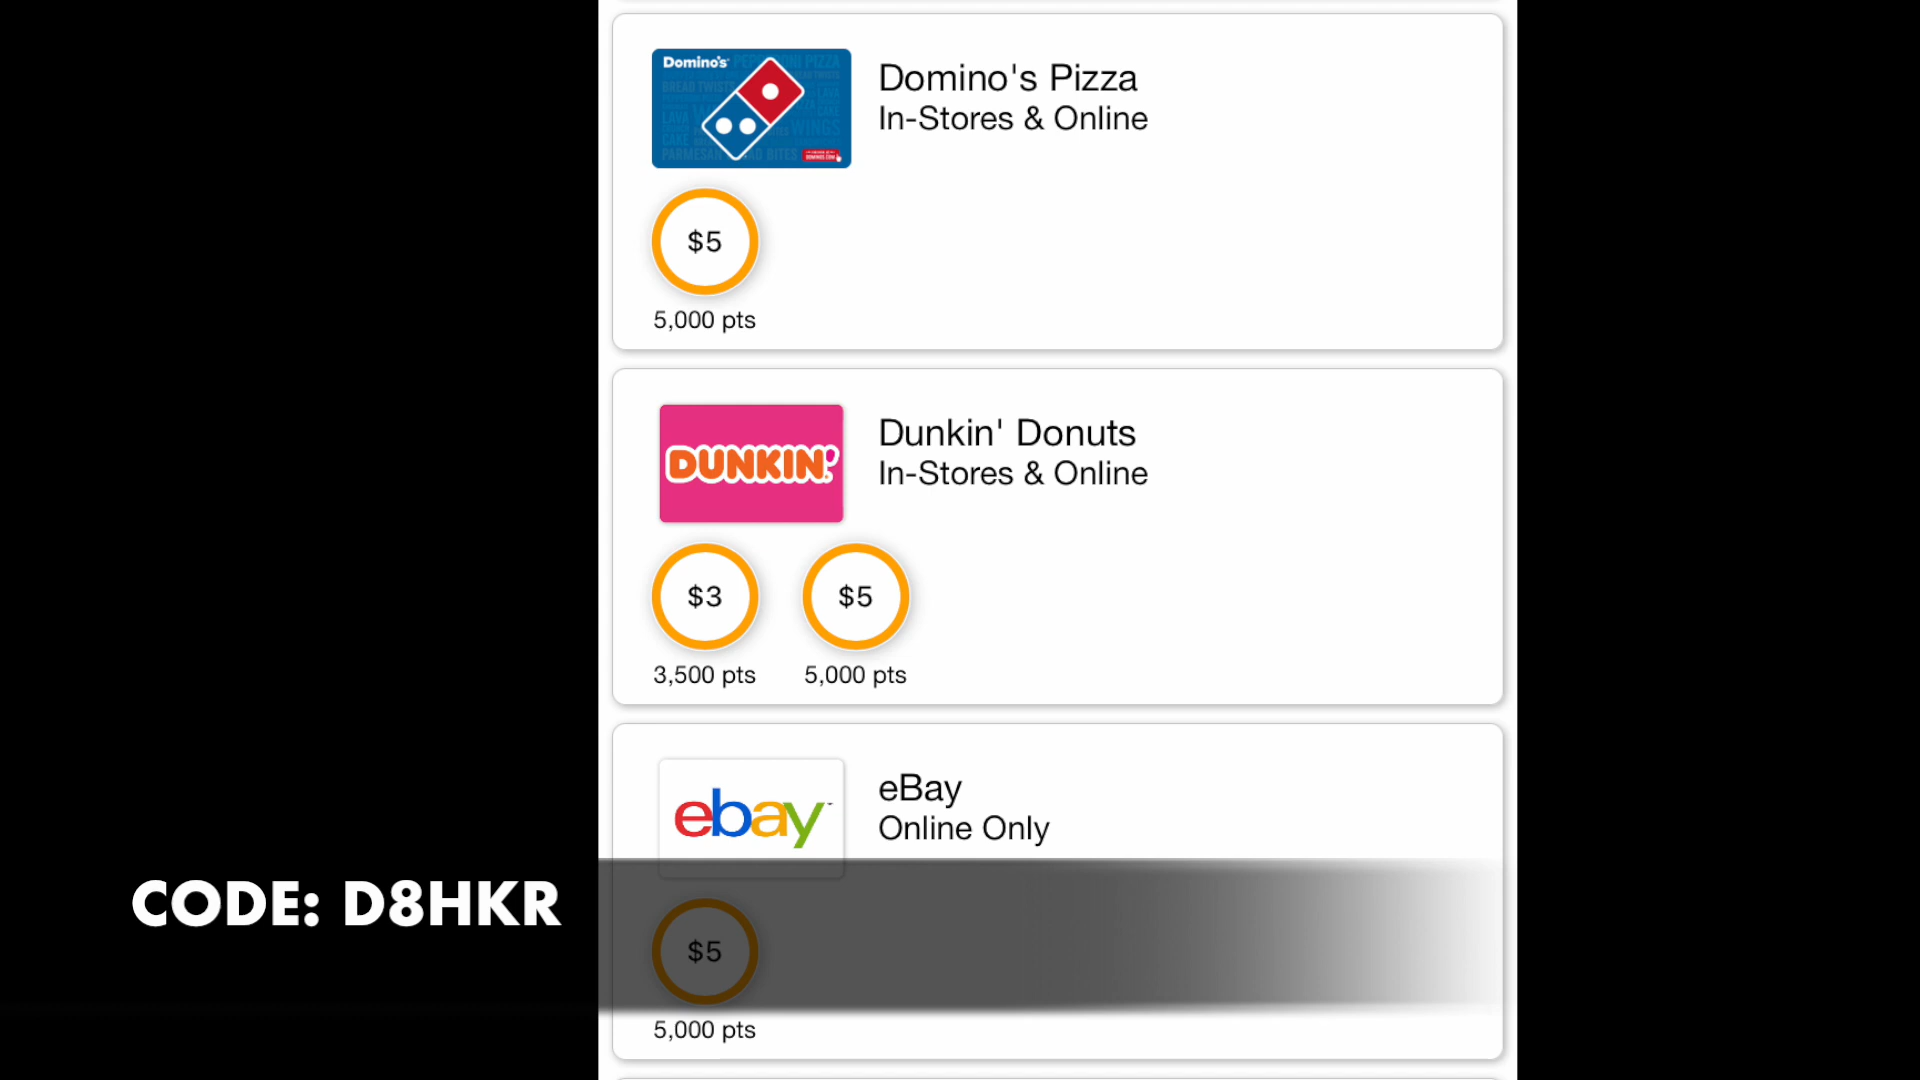 Domino's
Domino's Pizza
In-Stores & Online
$5
5,000 pts
DUNKIN'
Dunkin' Donuts
In-Stores & Online
$3
$5
3,500 pts
5,000 pts
ebay
eBay
Online Only
CODE: D8HKR
$5
5,000 pts